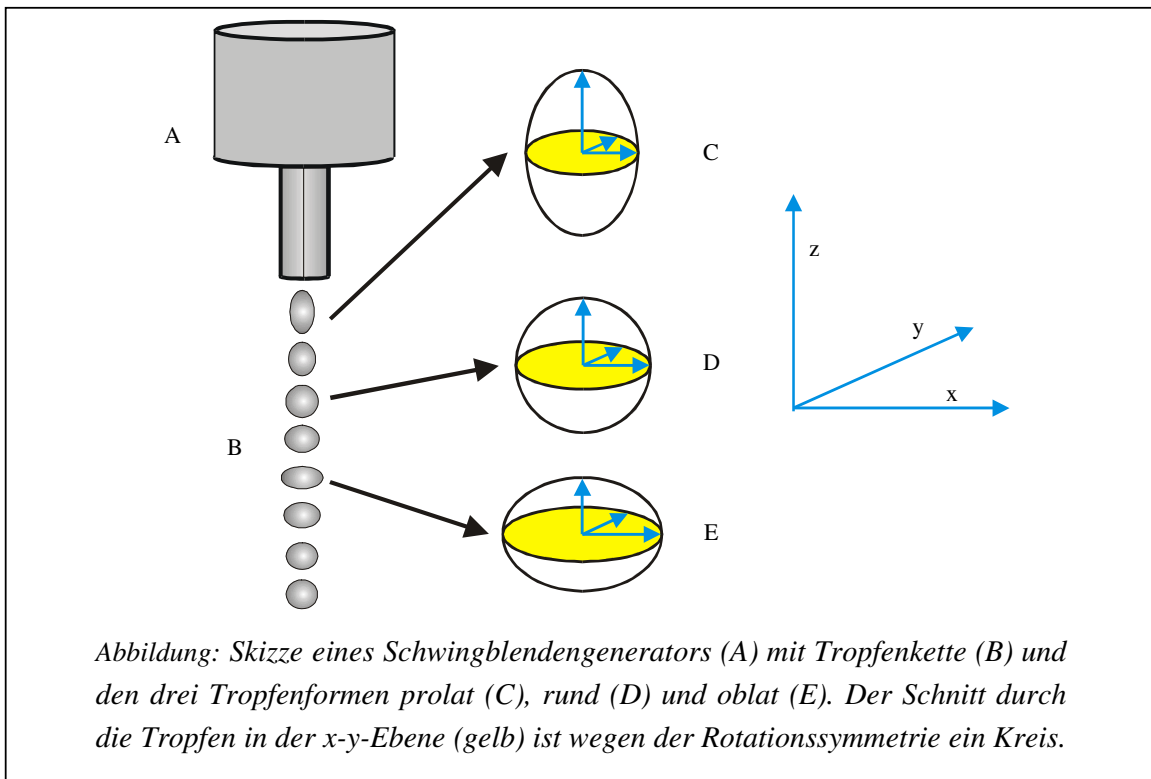 A
C
z
y
D
x
B
E
Abbildung: Skizze eines Schwingblendengenerators (A) mit Tropfenkette (B) und
den drei Tropfenformen prolat (C), rund (D) und oblat (E). Der Schnitt durch
die Tropfen in der x-y-Ebene (gelb) ist wegen der Rotationssymmetrie ein Kreis.